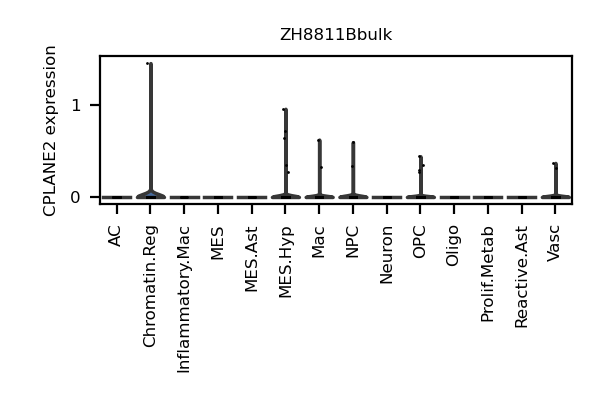 ZH8811Bbulk
CPLANE2 expression
1
0
AC
Chromatin.Reg
Inflammatory.Mac
MES
MES.Ast
MES.Hyp
Mac
NPC
Neuron
OPC
Oligo
Prolif.Metab
Reactive.Ast
Vasc